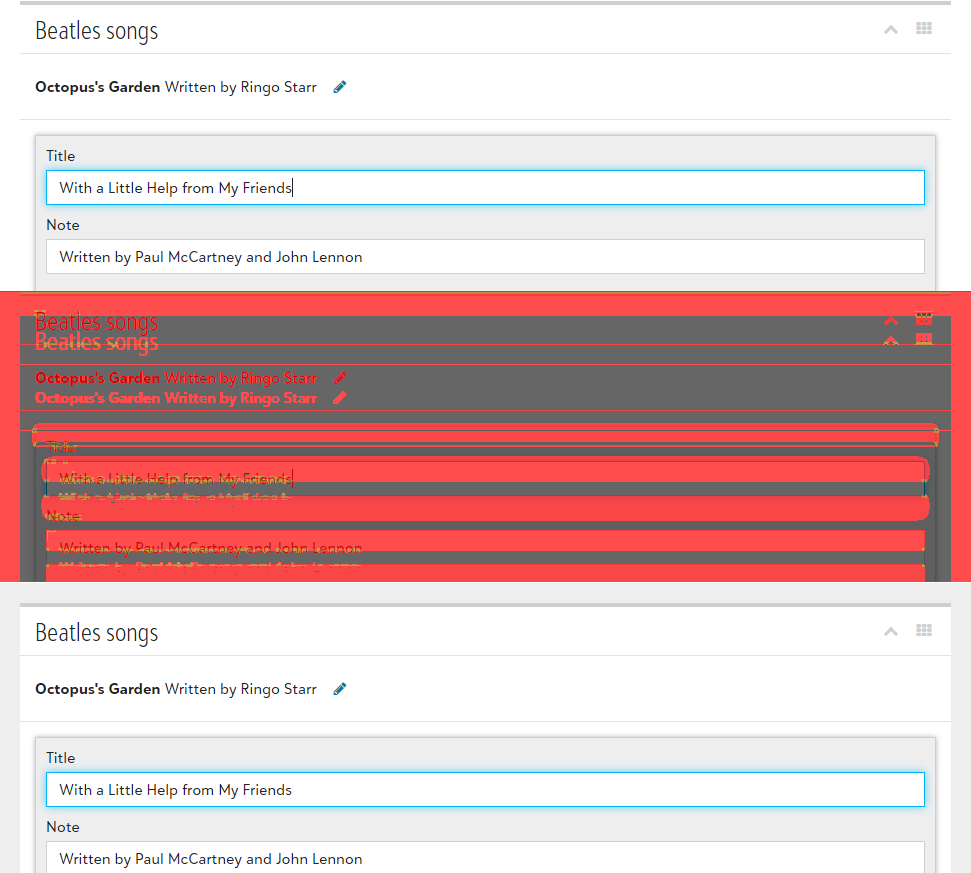 Beatles songs
Octopus's Garden Written by Ringo Starr
Title
With a Little Help from My Friends
Note
Written by Paul McCartney and John Lennon
Beatles songs
Beatles songs
Octopus's Garden Written by Ringo Starr
Octopus's Garden Written by Ringo Starr
Title
With a Little Help from My Friends
Note
Written by Paul McCartney and John Lennon
Beatles songs
Octopus's Garden Written by Ringo Starr
Title
With a Little Help from My Friends
Note
Written by Paul McCartney and John Lennon